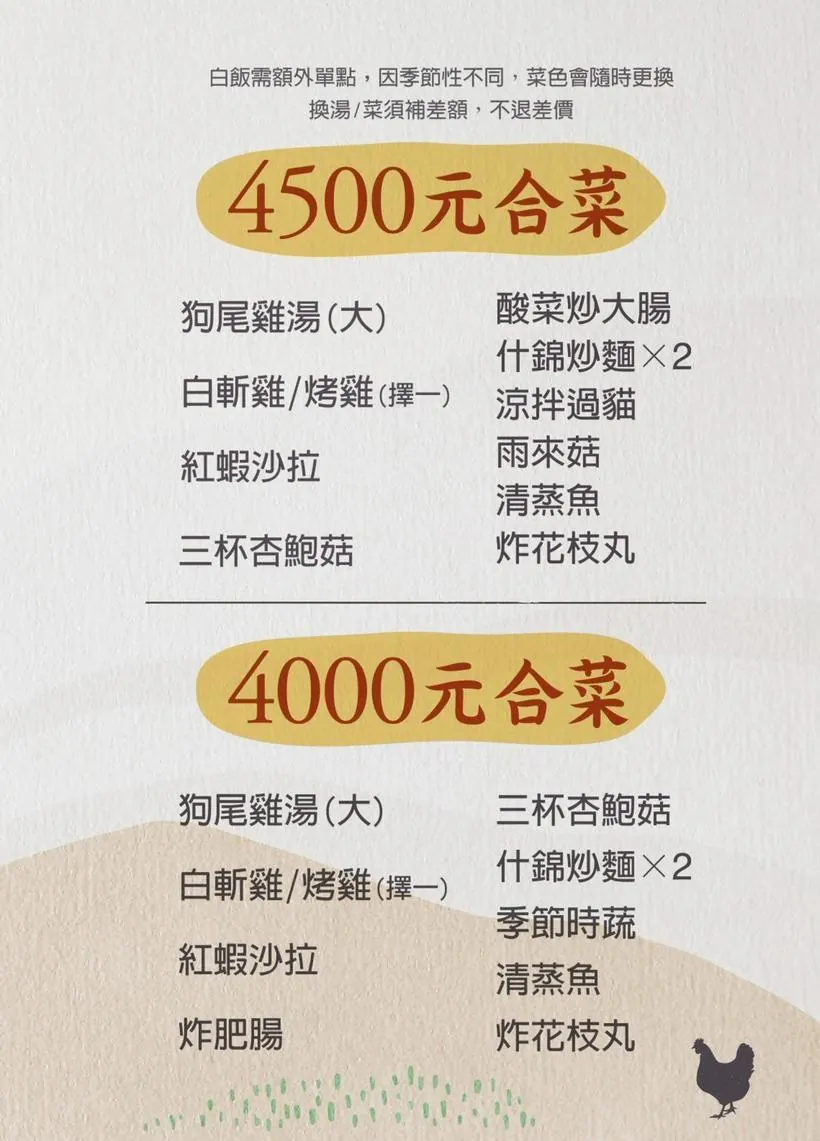 白飯需額外單點，因季節性不同，菜色會隨時更換
換湯/菜須補差額，不退差價
4500元合菜
狗尾雞湯(大)
白斬雞/烤雞(擇一)
紅蝦沙拉
三杯杏鮑菇
酸菜炒大腸
什錦炒麵×2
涼拌過貓
雨來菇
清蒸魚
炸花枝丸
4000元合菜
狗尾雞湯(大)
白斬雞/烤雞(擇一)
紅蝦沙拉
炸肥腸
三杯杏鮑菇
什錦炒麵×2
季節時蔬
清蒸魚
炸花枝丸